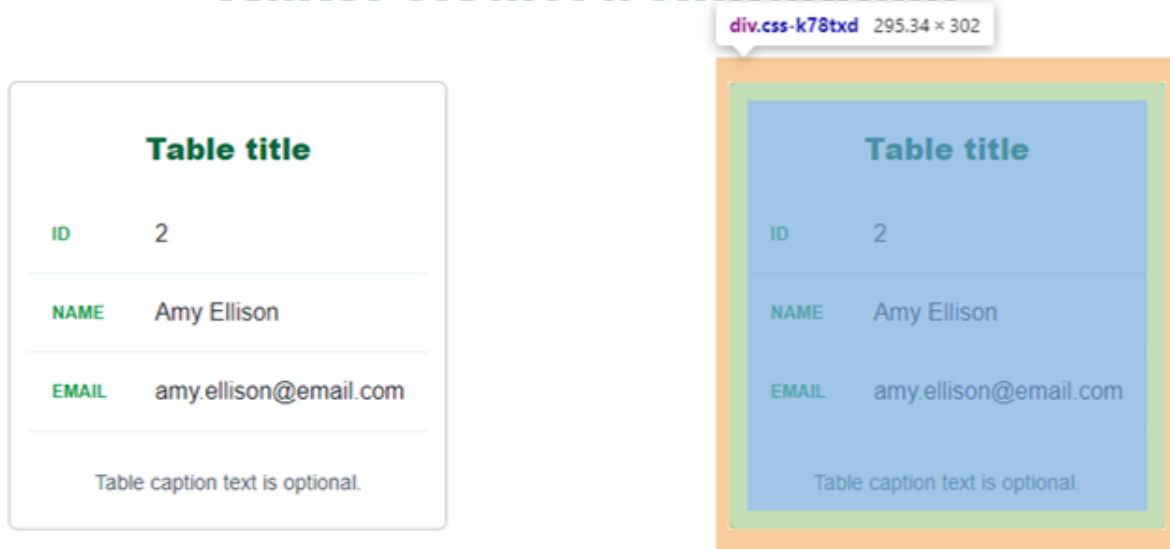 div.css-k78txd 295.34 × 302
Table title
ID 2
NAME Amy Ellison
EMAIL amy.ellison@email.com
Table caption text is optional.
Table title
ID 2
NAME Amy Ellison
EMAIL amy.ellison@email.com
Table caption text is optional.